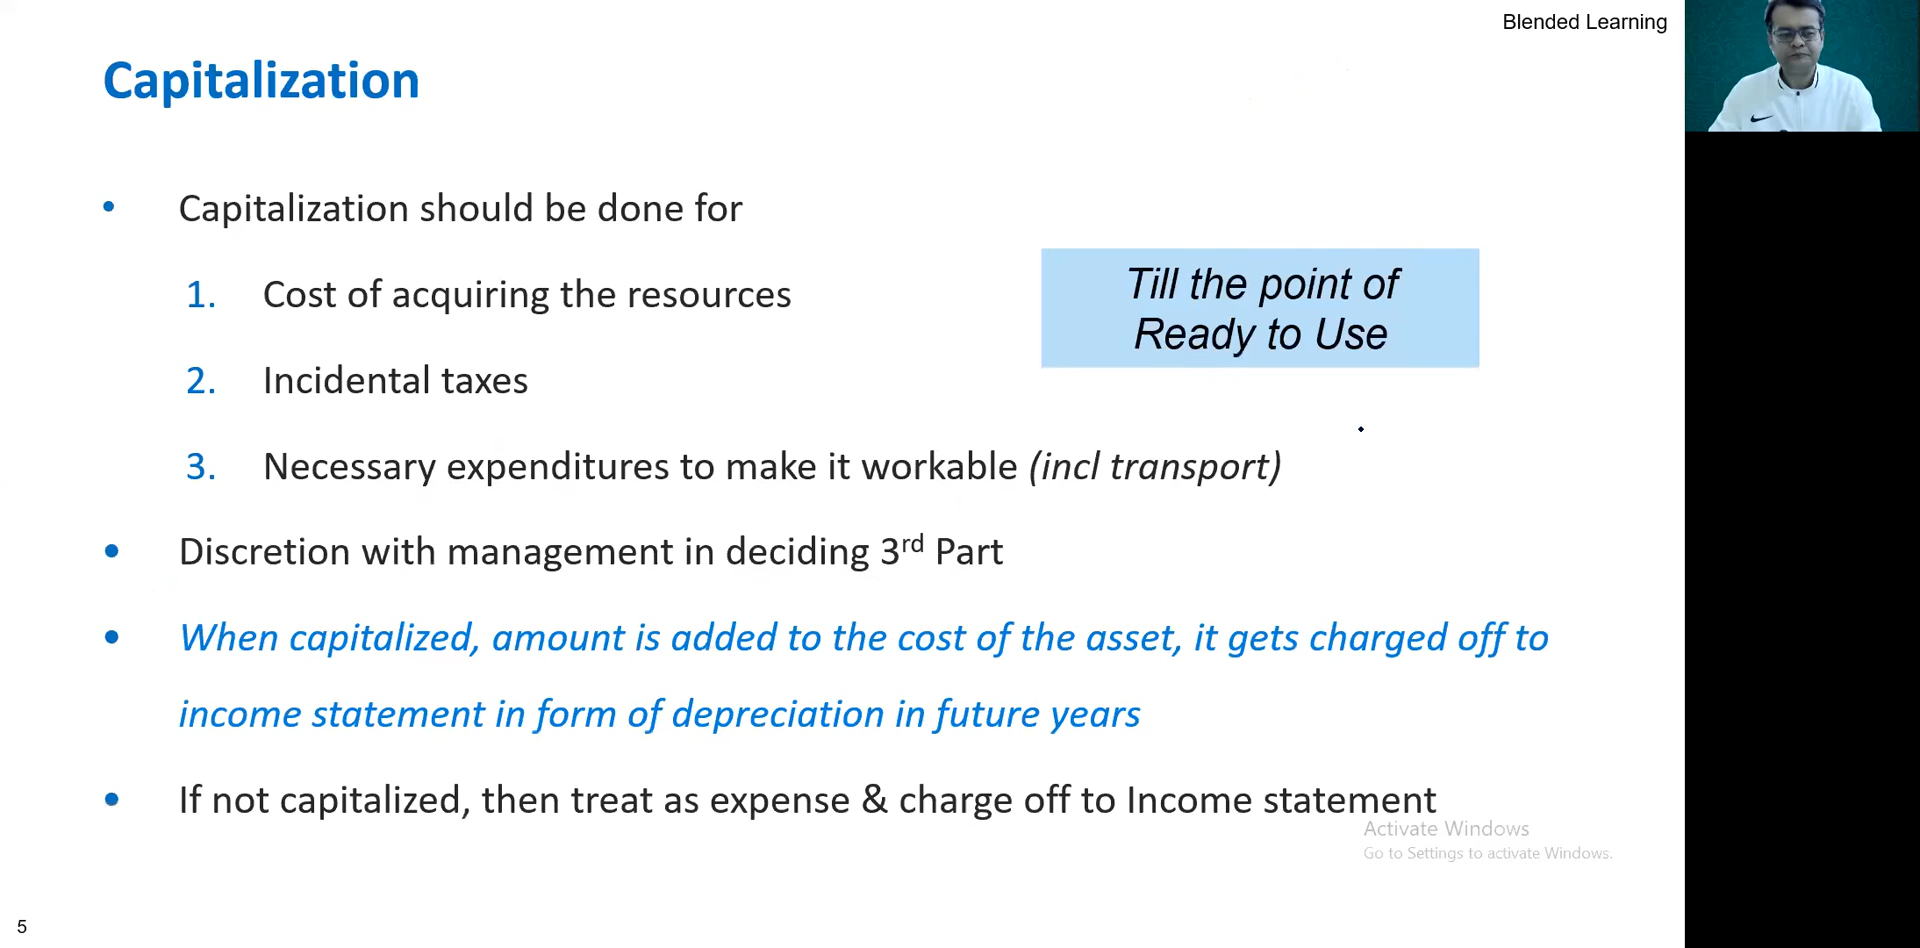 Blended Learning
Capitalization
• Capitalization should be done for
1. Cost of acquiring the resources
Till the point of
Ready to Use
2. Incidental taxes
3. Necessary expenditures to make it workable (incl transport)
• Discretion with management in deciding 3rd Part
• When capitalized, amount is added to the cost of the asset, it gets charged off to
income statement in form of depreciation in future years
• If not capitalized, then treat as expense & charge off to Income statement
Activate Windows
Go to Settings to activate Windows.
5